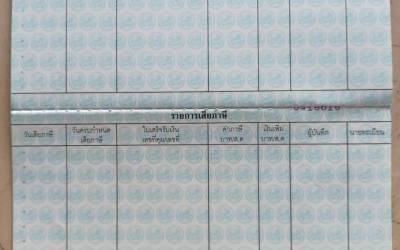 รายการเสียภาษี
วันเสียภาษี วันครบกำหนด ใบเสร็จรับเงิน ค่าภาษี เงินเพิ่ม ผู้บันทึก นายทะเบียน
เสียภาษี เลขที่คุม/เลขที่ บาท/ส.ต. บาท/ส.ต.